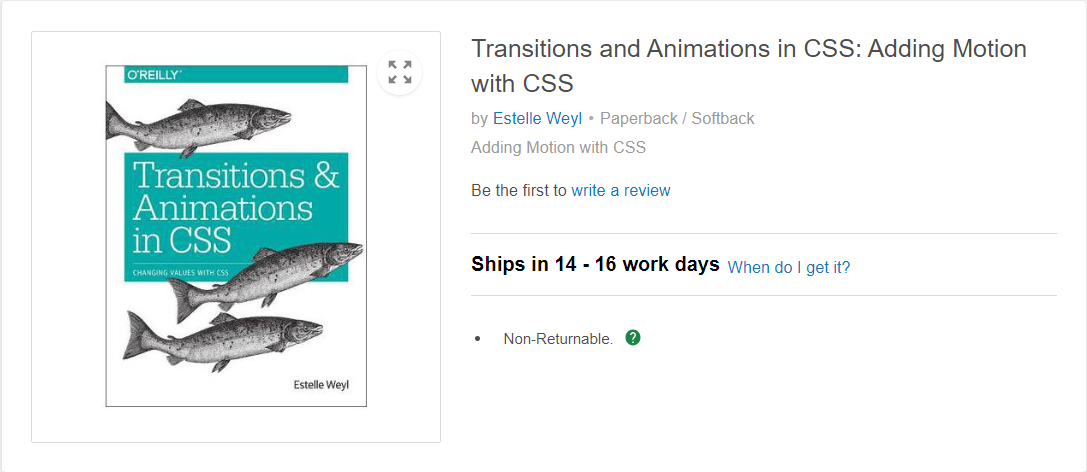 O'REILLY
Transitions &
Animations
in CSS
CHANGING VALUES WITH CSS
Estelle Weyl
Transitions and Animations in CSS: Adding Motion
with CSS
by Estelle Weyl • Paperback / Softback
Adding Motion with CSS
Be the first to write a review
Ships in 14 - 16 work days When do I get it?
• Non-Returnable. ?